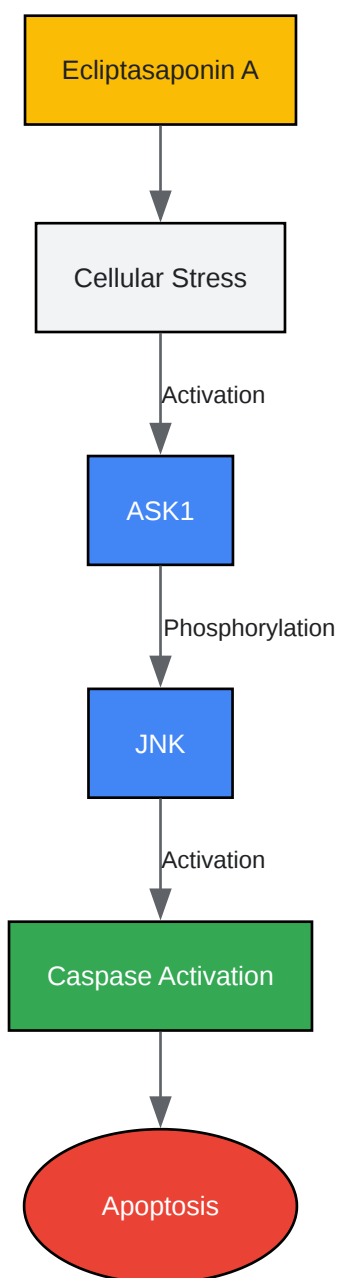 Ecliptasaponin A
Cellular Stress
Activation
ASK1
Phosphorylation
JNK
Activation
Caspase Activation
Apoptosis